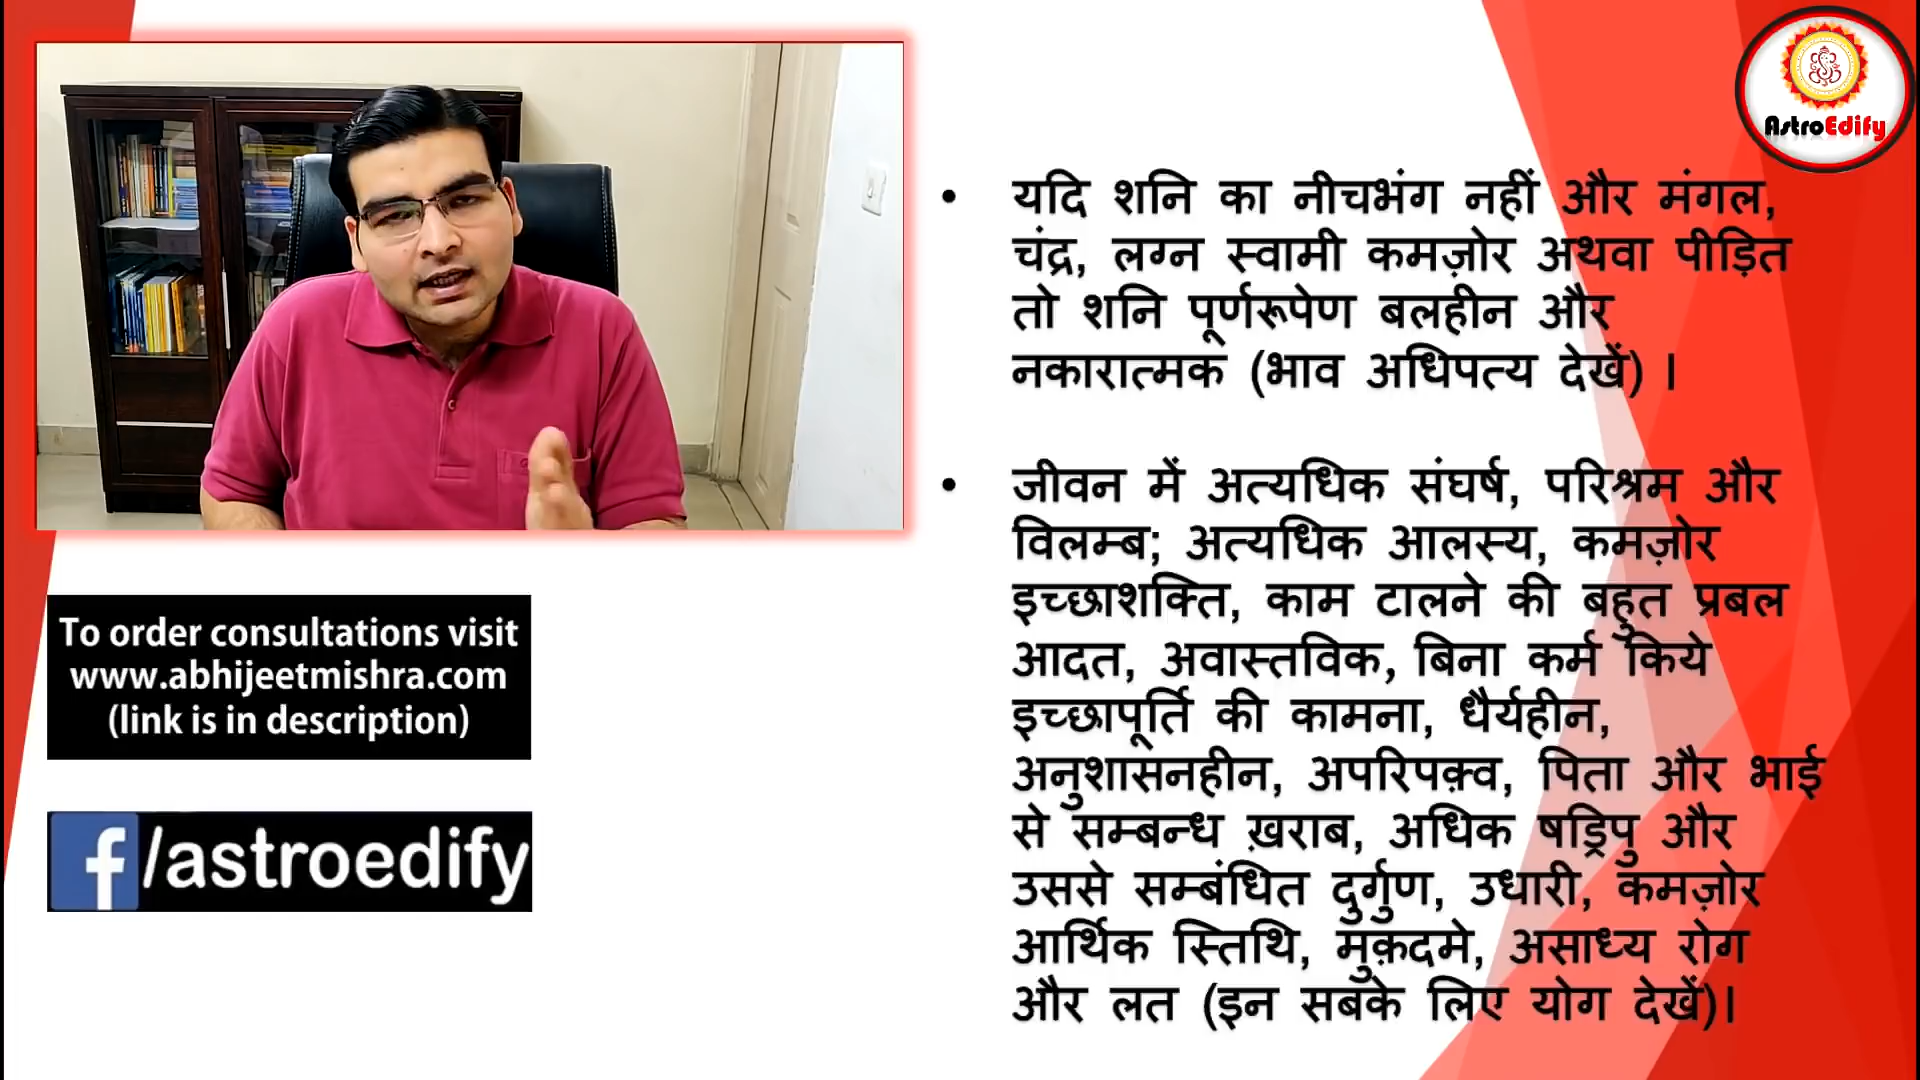 AstroEdify
• यदि शनि का नीचभंग नहीं और मंगल,
चंद्र, लग्न स्वामी कमज़ोर अथवा पीड़ित
तो शनि पूर्णरूपेण बलहीन और
नकारात्मक (भाव अधिपत्य देखें) ।
• जीवन में अत्यधिक संघर्ष, परिश्रम और
विलम्ब; अत्यधिक आलस्य, कमज़ोर
इच्छाशक्ति, काम टालने की बहुत प्रबल
आदत, अवास्तविक, बिना कर्म किये
इच्छापूर्ति की कामना, धैर्यहीन,
अनुशासनहीन, अपरिपक़्व, पिता और भाई
से सम्बन्ध ख़राब, अधिक षड्रिपु और
उससे सम्बंधित दुर्गुण, उधारी, कमज़ोर
आर्थिक स्तिथि, मुक़दमे, असाध्य रोग
और लत (इन सबके लिए योग देखें)।
To order consultations visit
www.abhijeetmishra.com
(link is in description)
f/astroedify